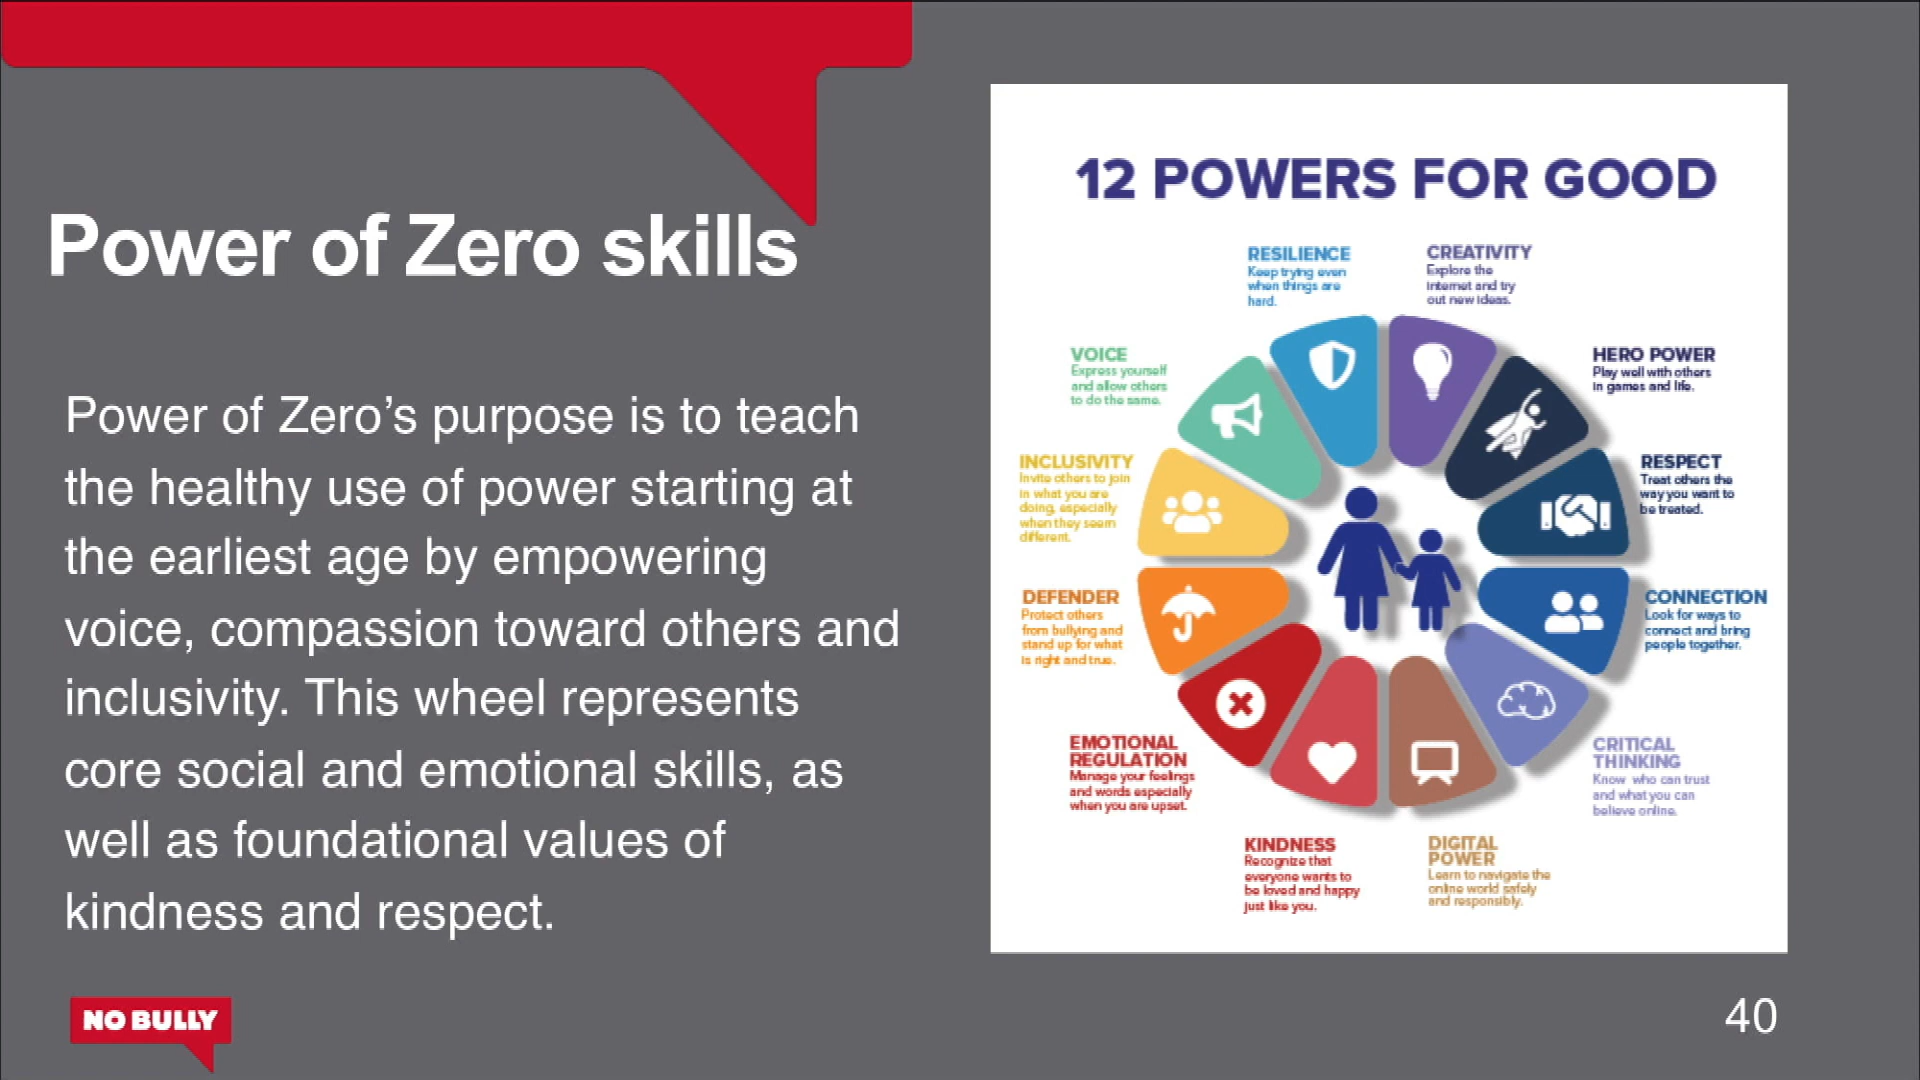 Power of Zero skills
Power of Zero’s purpose is to teach
the healthy use of power starting at
the earliest age by empowering
voice, compassion toward others and
inclusivity. This wheel represents
core social and emotional skills, as
well as foundational values of
kindness and respect.
NO BULLY
12 POWERS FOR GOOD
RESILIENCE
Keep trying even
when things are
hard.
CREATIVITY
Explore the
internet and try
out new ideas.
VOICE
Express yourself
and allow others
to do the same.
HERO POWER
Play well with others
in games and life.
INCLUSIVITY
Invite others to join
in what you are
doing, especially
when they seem
different.
RESPECT
Treat others the
way you want to
be treated.
DEFENDER
Protect others
from bullying and
stand up for what
is right and true.
CONNECTION
Look for ways to
connect and bring
people together.
EMOTIONAL
REGULATION
Manage your feelings
and words especially
when you are upset.
CRITICAL
THINKING
Know who can trust
and what you can
believe online.
KINDNESS
Recognize that
everyone wants to
be loved and happy
just like you.
DIGITAL
POWER
Learn to navigate the
online world safely
and responsibly.
40